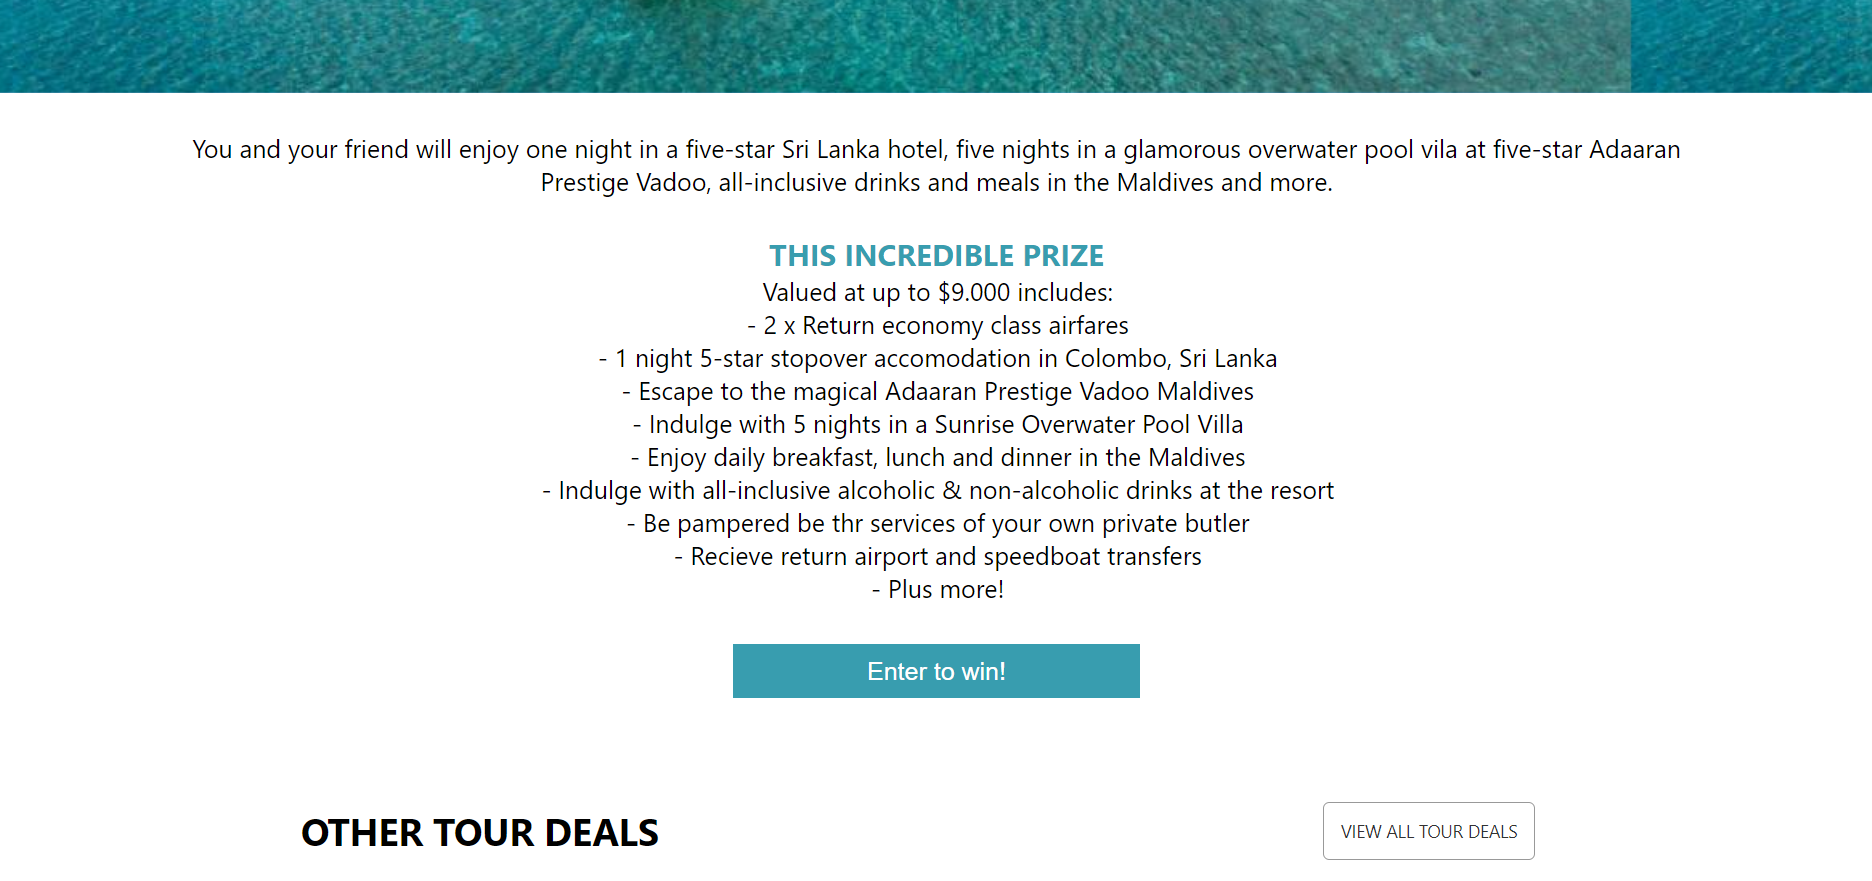 You and your friend will enjoy one night in a five-star Sri Lanka hotel, five nights in a glamorous overwater pool vila at five-star Adaaran
Prestige Vadoo, all-inclusive drinks and meals in the Maldives and more.
THIS INCREDIBLE PRIZE
Valued at up to $9.000 includes:
- 2 x Return economy class airfares
- 1 night 5-star stopover accomodation in Colombo, Sri Lanka
- Escape to the magical Adaaran Prestige Vadoo Maldives
- Indulge with 5 nights in a Sunrise Overwater Pool Villa
- Enjoy daily breakfast, lunch and dinner in the Maldives
- Indulge with all-inclusive alcoholic & non-alcoholic drinks at the resort
- Be pampered be thr services of your own private butler
- Recieve return airport and speedboat transfers
- Plus more!
Enter to win!
OTHER TOUR DEALS
VIEW ALL TOUR DEALS